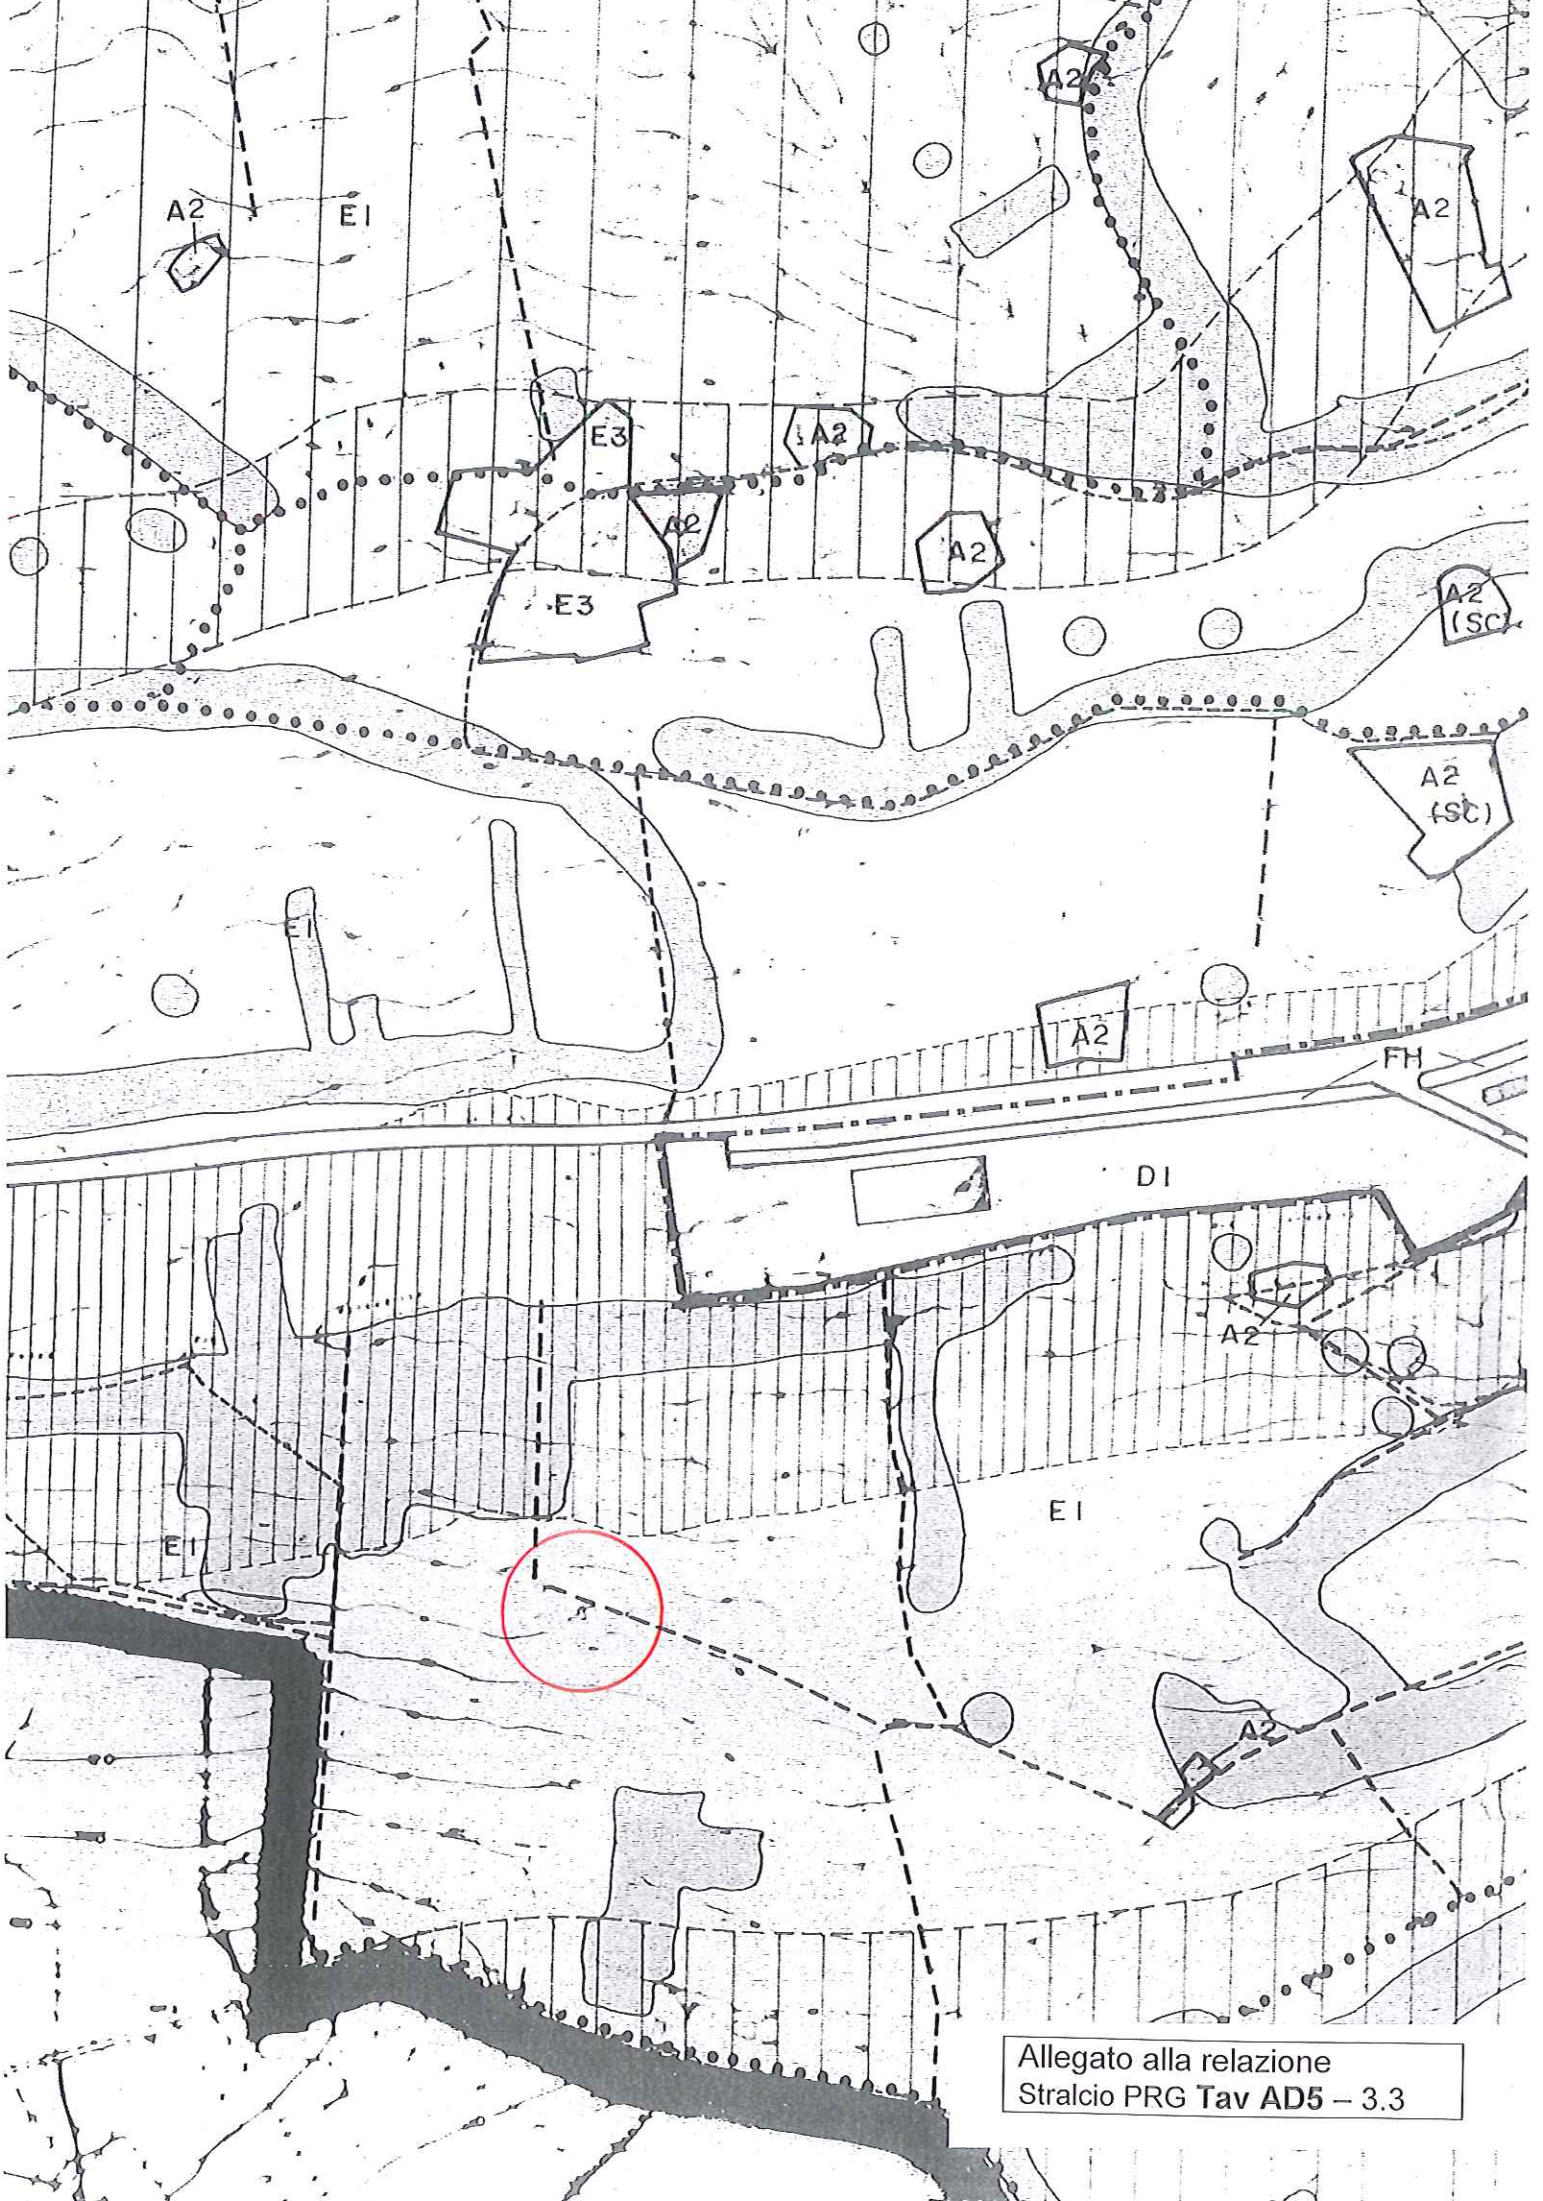 A2
A2
A2
E1
E3
A2
A2
A2
E3
A2
(SC)
A2
(SC)
E1
A2
FH
D1
A2
E1
E1
A2
Allegato alla relazione
Stralcio PRG Tav AD5 – 3.3